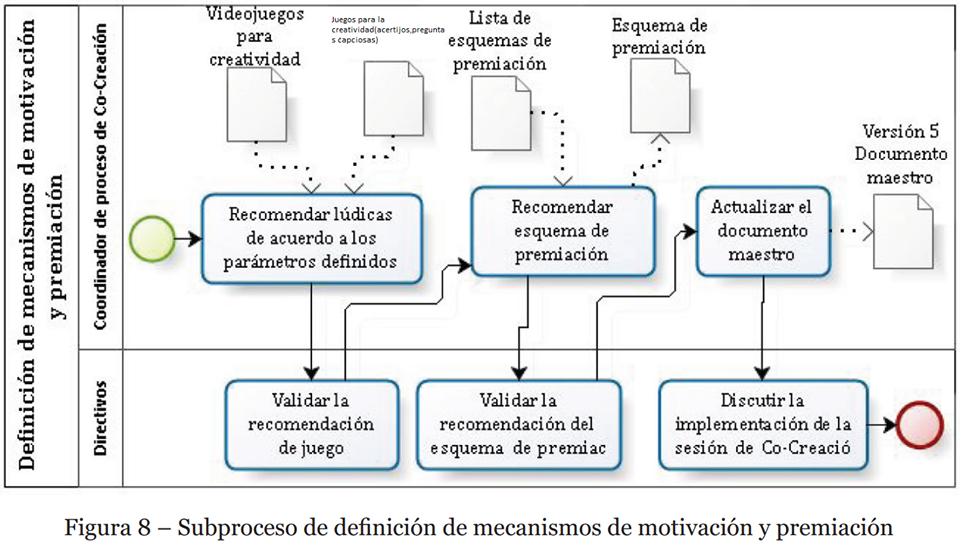 Definición de mecanismos de motivación
y premiación
Coordinador de proceso de Co-Creación
Videojuegos
para
creatividad
Juegos para la
creatividad(acertijos,pregunta
s capciosas)
Lista de
esquemas de
premiación
Esquema de
premiación
Versión 5
Documento
maestro
Recomendar lúdicas
de acuerdo a los
parámetros definidos
Recomendar
esquema de
premiación
Actualizar el
documento
maestro
Directivos
Validar la
recomendación
de juego
Validar la
recomendación del
esquema de premiac
Discutir la
implementación de la
sesión de Co-Creació
Figura 8 – Subproceso de definición de mecanismos de motivación y premiación